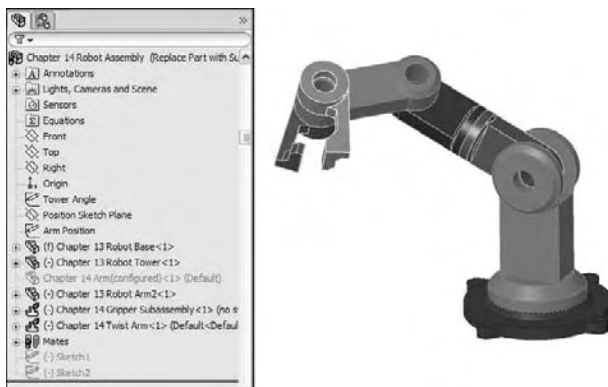 Chapter 14 Robot Assembly (Replace Part with Su
Annotations
Lights, Cameras and Scene
Sensors
Equations
Front
Top
Right
Origin
Tower Angle
Position Sketch Plane
Arm Position
(f) Chapter 13 Robot Base<1>
(-) Chapter 13 Robot Tower<1>
Chapter 14 Arm(configured)<1> (Default)
(-) Chapter 13 Robot Arm2<1>
(-) Chapter 14 Gripper Subassembly<1> (no s
(-) Chapter 14 Twist Arm<1> (Default<Defaul
Mates
(-) Sketch1
(-) Sketch2